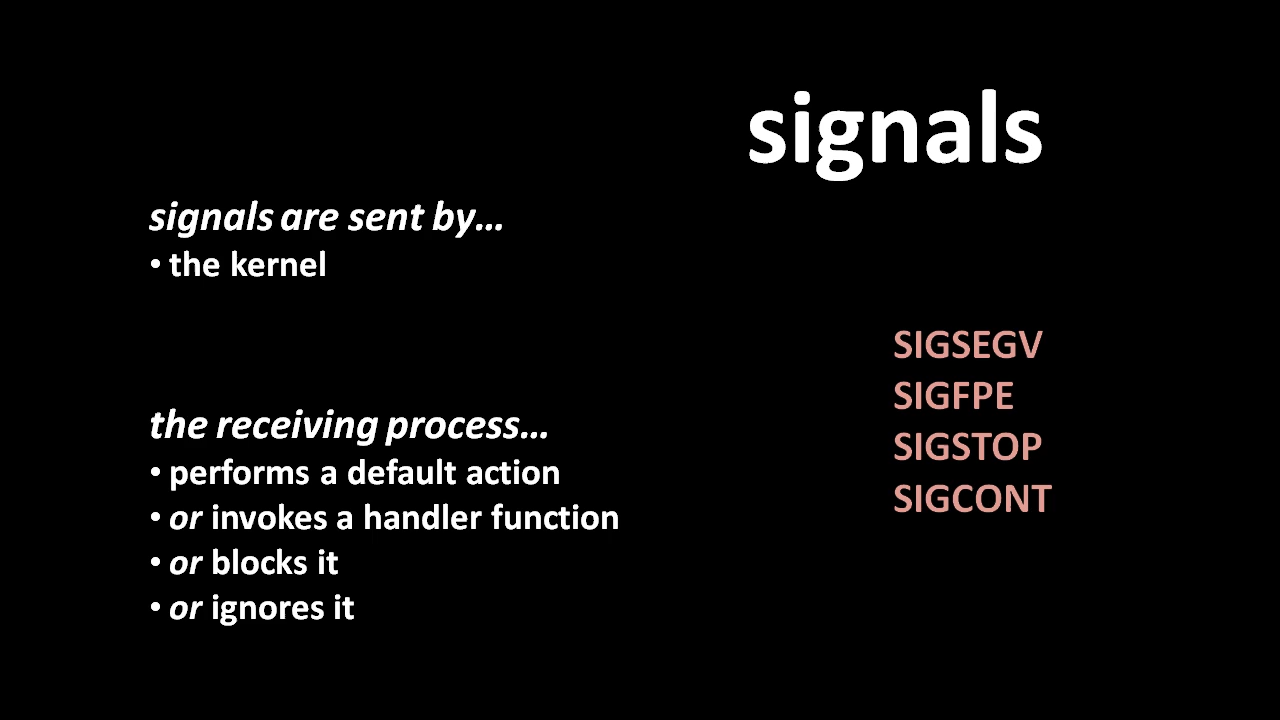 signals
signals are sent by…
• the kernel
the receiving process…
• performs a default action
• or invokes a handler function
• or blocks it
• or ignores it
SIGSEGV
SIGFPE
SIGSTOP
SIGCONT